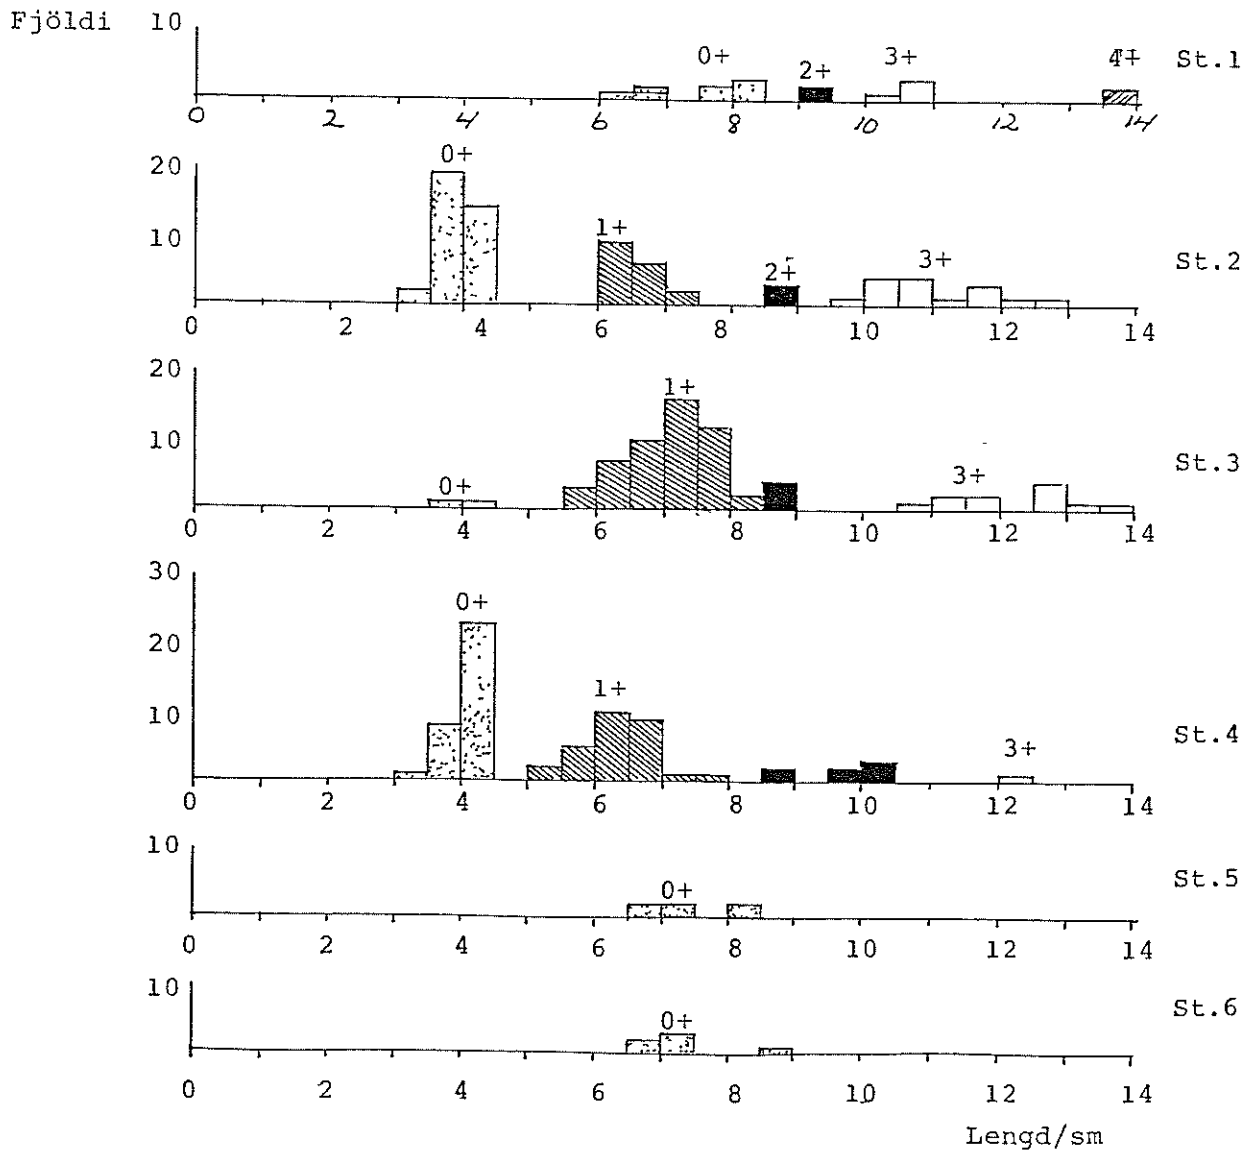 Fjöldi 10
0+ 2+ 3+ 4+ St.1
0 2 4 6 8 10 12 14
20 0+
10 1+ 2+ 3+ St.2
0 2 4 6 8 10 12 14
20 1+
10 0+ 3+ St.3
0 2 4 6 8 10 12 14
30 0+
20
10 1+ 3+ St.4
0 2 4 6 8 10 12 14
10 0+ St.5
0 2 4 6 8 10 12 14
10 0+ St.6
0 2 4 6 8 10 12 14
Lengd/sm